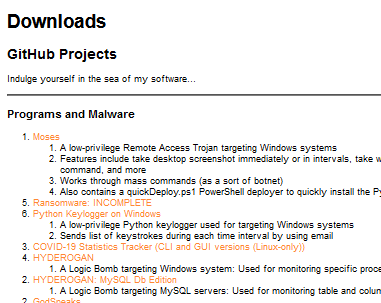 Downloads
GitHub Projects
Indulge yourself in the sea of my software...
Programs and Malware
1. Moses
1. A low-privilege Remote Access Trojan targeting Windows systems
2. Features include take desktop screenshot immediately or in intervals, take w
command, and more
3. Works through mass commands (as a sort of botnet)
4. Also contains a quickDeploy.ps1 PowerShell deployer to quickly install the Py
5. Ransomware: INCOMPLETE
6. Python Keylogger on Windows
1. A low-privilege Python keylogger used for targeting Windows systems
2. Sends list of keystrokes during each time interval by using email
3. COVID-19 Statistics Tracker (CLI and GUI versions (Linux-only))
4. HYDEROGAN
1. A Logic Bomb targeting Windows system: Used for monitoring specific proce
2. HYDEROGAN: MySQL Db Edition
1. A Logic Bomb targeting MySQL servers: Used for monitoring table and colum
2. GodSpeaks